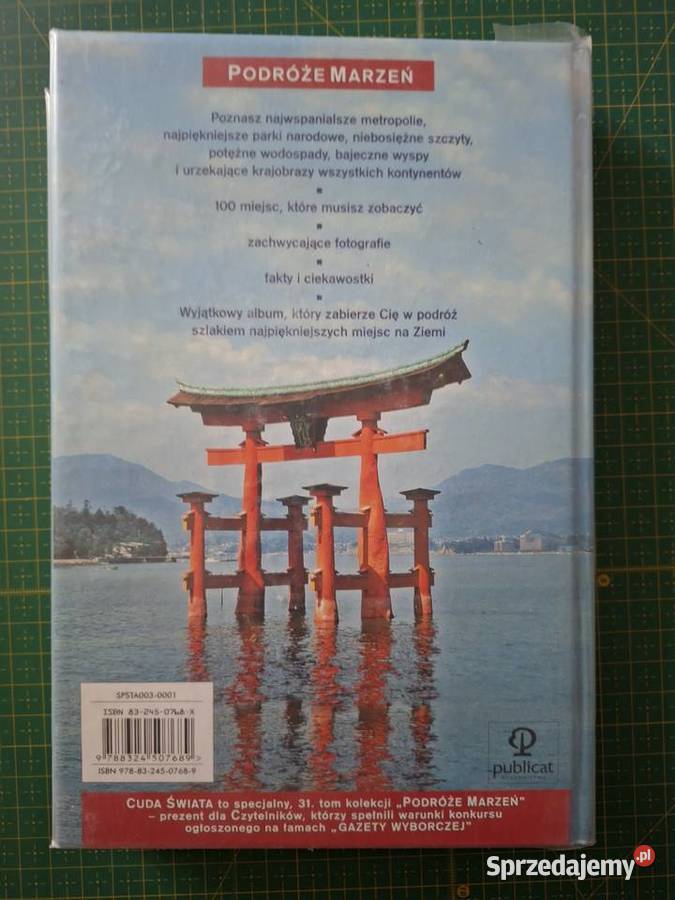 PODRÓŻE MARZEŃ
Poznasz najwspanialsze metropolie,
najpiękniejsze parki narodowe, niebosiężne szczyty,
potężne wodospady, bajeczne wyspy
i urzekające krajobrazy wszystkich kontynentów
100 miejsc, które musisz zobaczyć
zachwycające fotografie
fakty i ciekawostki
Wyjątkowy album, który zabierze Cię w podróż
szlakiem najpiękniejszych miejsc na Ziemi
SPSTA003-0001
ISBN 83-245-0768-X
9788324507689>
ISBN 978-83-245-0768-9
publicat
CUDA ŚWIATA to specjalny, 31. tom kolekcji „PODRÓŻE MARZEŃ"
– prezent dla Czytelników, którzy spełnili warunki konkursu
ogłoszonego na łamach „GAZETY WYBORCZEJ"
Sprzedajemy.pl